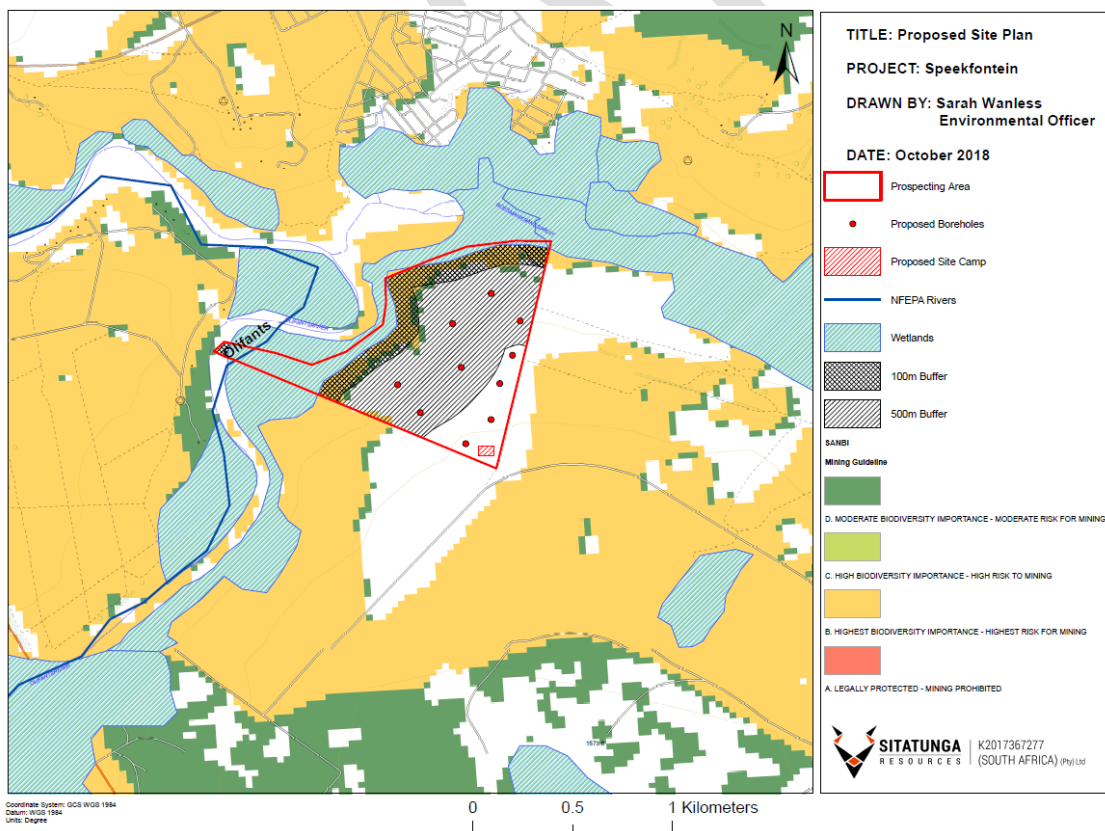 N
Olifants
TITLE: Proposed Site Plan
PROJECT: Speekfontein
DRAWN BY: Sarah Wanless
Environmental Officer
DATE: October 2018
Prospecting Area
Proposed Boreholes
Proposed Site Camp
NFEPA Rivers
Wetlands
100m Buffer
500m Buffer
SANBI
Mining Guideline
D. MODERATE BIODIVERSITY IMPORTANCE - MODERATE RISK FOR MINING
C. HIGH BIODIVERSITY IMPORTANCE - HIGH RISK TO MINING
B. HIGHEST BIODIVERSITY IMPORTANCE - HIGHEST RISK FOR MINING
A. LEGALLY PROTECTED - MINING PROHIBITED
SITATUNGA
RESOURCES
K2017367277
(SOUTH AFRICA) (Pty) Ltd
Coordinate System: GCS WGS 1984
Datum: WGS 1984
Units: Degree
0 0.5 1 Kilometers